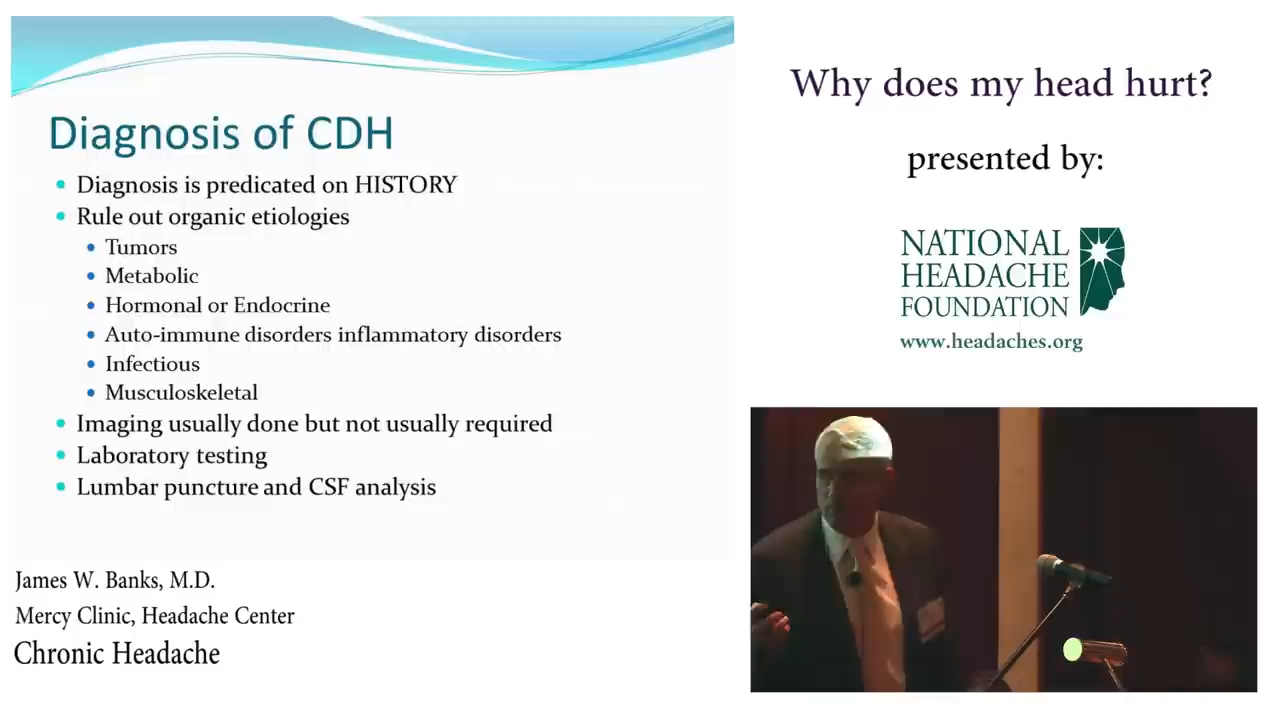 Diagnosis of CDH
Diagnosis is predicated on HISTORY
Rule out organic etiologies
Tumors
Metabolic
Hormonal or Endocrine
Auto-immune disorders inflammatory disorders
Infectious
Musculoskeletal
Imaging usually done but not usually required
Laboratory testing
Lumbar puncture and CSF analysis
James W. Banks, M.D.
Mercy Clinic, Headache Center
Chronic Headache
Why does my head hurt?
presented by:
NATIONAL
HEADACHE
FOUNDATION
www.headaches.org